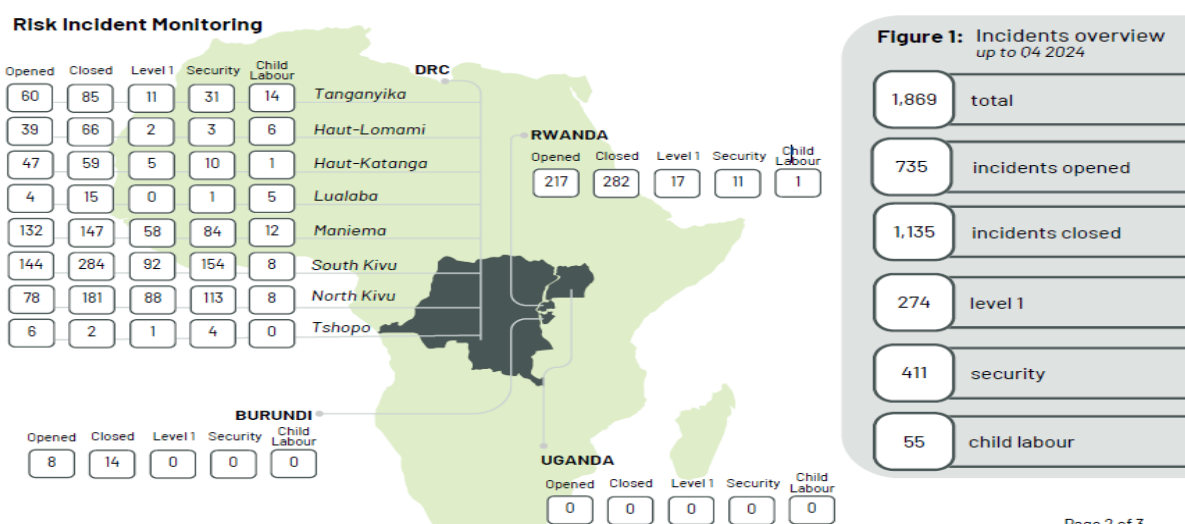 Risk Incident Monitoring
Opened Closed Level 1 Security Child Labour
DRC
60 85 11 31 14 Tanganyika
39 66 2 3 6 Haut-Lomami
47 59 5 10 1 Haut-Katanga
4 15 0 1 5 Lualaba
132 147 58 84 12 Maniema
144 284 92 154 8 South Kivu
78 181 88 113 8 North Kivu
6 2 1 4 0 Tshopo
RWANDA
Opened Closed Level 1 Security Child Labour
217 282 17 11 1
BURUNDI
Opened Closed Level 1 Security Child Labour
8 14 0 0 0
UGANDA
Opened Closed Level 1 Security Child Labour
0 0 0 0 0
Figure 1: Incidents overview
up to Q4 2024
1,869 total
735 incidents opened
1,135 incidents closed
274 level 1
411 security
55 child labour
Page 2 of 3